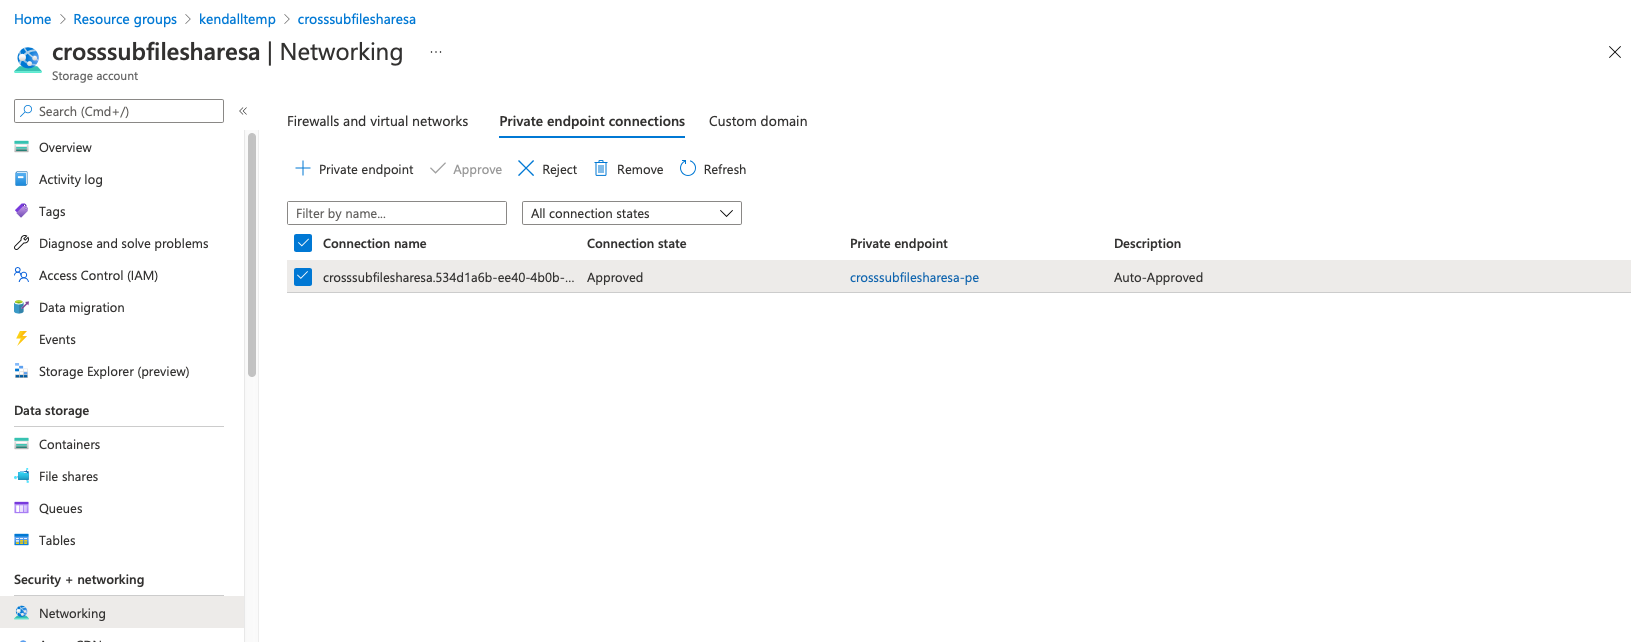 Home > Resource groups > kendalltemp > crosssubfilesharesa
crosssubfilesharesa | Networking ...
Storage account
Search (Cmd+/)
«
Overview
Activity log
Tags
Diagnose and solve problems
Access Control (IAM)
Data migration
Events
Storage Explorer (preview)
Data storage
Containers
File shares
Queues
Tables
Security + networking
Networking
Firewalls and virtual networks Private endpoint connections Custom domain
Private endpoint Approve Reject Remove Refresh
Filter by name... All connection states
Connection name Connection state Private endpoint Description
crosssubfilesharesa.534d1a6b-ee40-4b0b-... Approved crosssubfilesharesa-pe Auto-Approved